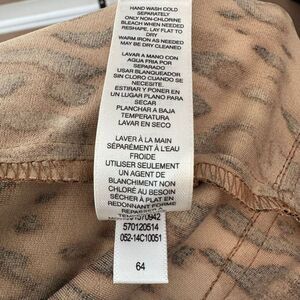 HAND WASH COLD
SEPARATELY
ONLY NON-CHLORINE
BLEACH WHEN NEEDED
RESHAPE, LAY FLAT TO
DRY
WARM IRON AS NEEDED
MAY BE DRY CLEANED
LAVAR A MANO CON
AGUA FRIA POR
SEPARADO
USAR BLANQUEADOR
SIN CLORO CUANDO SE
NECESITE.
ESTIRAR Y PONER EN
UN LUGAR PLANO PARA
SECAR
PLANCHAR A BAJA
TEMPERATURA
LAVAR EN SECO
LAVER À LA MAIN
SÉPARÉMENT À L'EAU
FROIDE
UTILISER SEULEMENT
UN AGENT DE
BLANCHIMENT NON
CHLORÉ AU BESOIN
SÉCHER À PLAT EN
REDONNANT FORME
570120514
052-14C10051
64